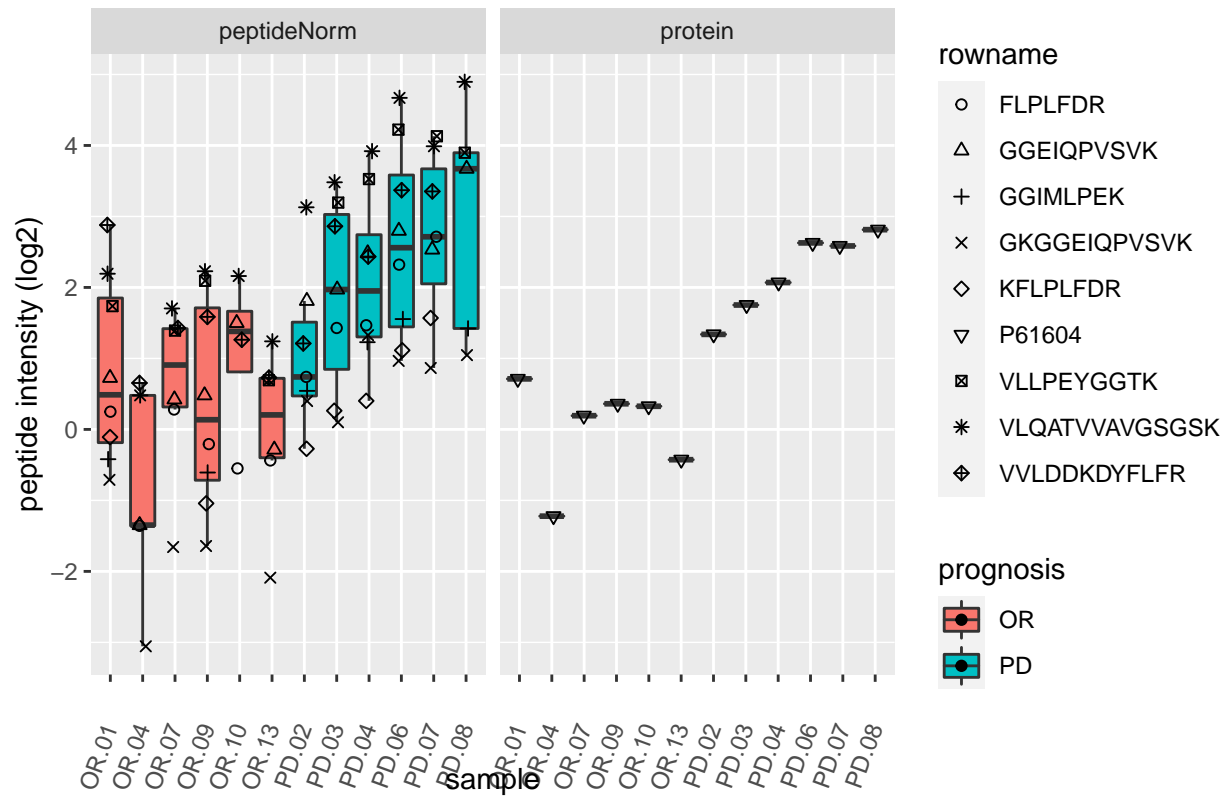 peptideNorm
protein
peptide intensity (log2)
4
2
0
−2
OR.01
OR.04
OR.07
OR.09
OR.10
OR.13
PD.02
PD.03
PD.04
PD.06
PD.07
PD.08
OR.01
OR.04
OR.07
OR.09
OR.10
OR.13
PD.02
PD.03
PD.04
PD.06
PD.07
PD.08
sample
rowname
FLPLFDR
GGEIQPVSVK
GGIMLPEK
GKGGEIQPVSVK
KFLPLFDR
P61604
VLLPEYGGTK
VLQATVVAVGSGSK
VVLDDKDYFLFR
prognosis
OR
PD